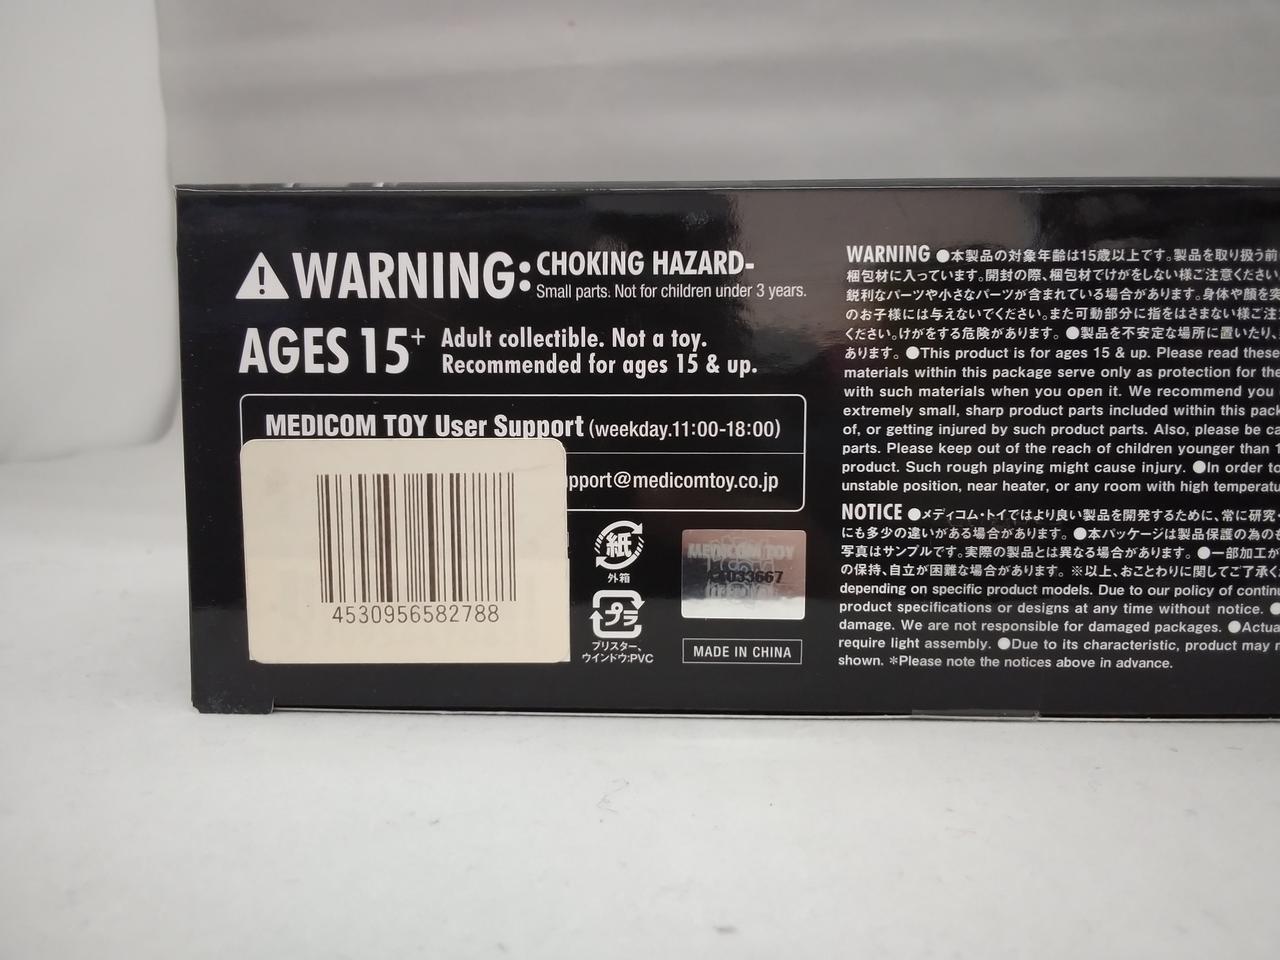 WARNING:
CHOKING HAZARD-
Small parts. Not for children under 3 years.
AGES 15+
Adult collectible. Not a toy.
Recommended for ages 15 & up.
MEDICOM TOY User Support (weekday.11:00-18:00)
pport@medicomtoy.co.jp
4530956582788
紙
外箱
プラ
ブリスター、
ウインドウ:PVC
MEDICOM TOY
033667
MADE IN CHINA
WARNING ●本製品の対象年齢は15歳以上です。製品を取り扱う前
梱包材に入っています。開封の際、梱包材でけがをしない様ご注意ください
鋭利なパーツや小さなパーツが含まれている場合があります。身体や顔を突
のお子様には与えないでください。また可動部分に指をはさまない様ご注
ください。けがをする危険があります。 ●製品を不安定な場所に置いたり、
あります。 ●This product is for ages 15 & up. Please read these
materials within this package serve only as protection for the
with such materials when you open it. We recommend you
extremely small, sharp product parts included within this pack
of, or getting injured by such product parts. Also, please be ca
parts. Please keep out of the reach of children younger than 1
product. Such rough playing might cause injury. ●In order to
unstable position, near heater, or any room with high temperatu
NOTICE ●メディコム・トイではより良い製品を開発するために、常に研究・
にも多少の違いがある場合があります。 ●本パッケージは製品保護の為のも
写真はサンプルです。実際の製品とは異なる場合があります。 ●一部加工が
の保持、自立が困難な場合があります。 ※以上、おことわりに関してご了承く
depending on specific product models. Due to our policy of continu
product specifications or designs at any time without notice. ●
damage. We are not responsible for damaged packages. ●Actua
require light assembly. ●Due to its characteristic, product may n
shown. *Please note the notices above in advance.